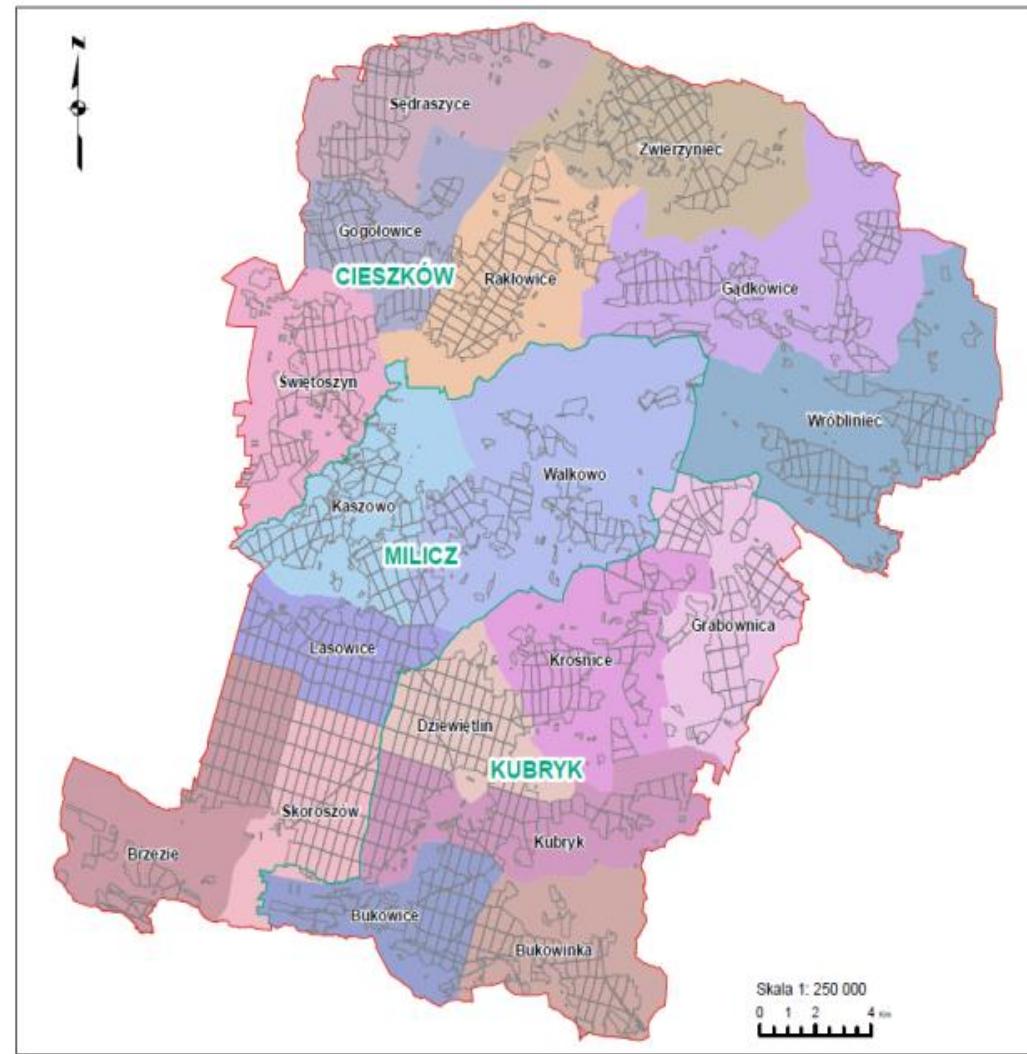 N
Sędraszyce
Zwierzyniec
Gogołowice
CIESZKÓW
Rakłowice
Gądkowice
Świętoszyn
Wróbliniec
Walkowo
Kaszowo
MILICZ
Grabownica
Lasowice
Krośnice
Dziewiętlin
KUBRYK
Skoroszów
Kubryk
Brzezie
Bukowice
Bukowinka
Skala 1: 250 000
0 1 2 4 Km